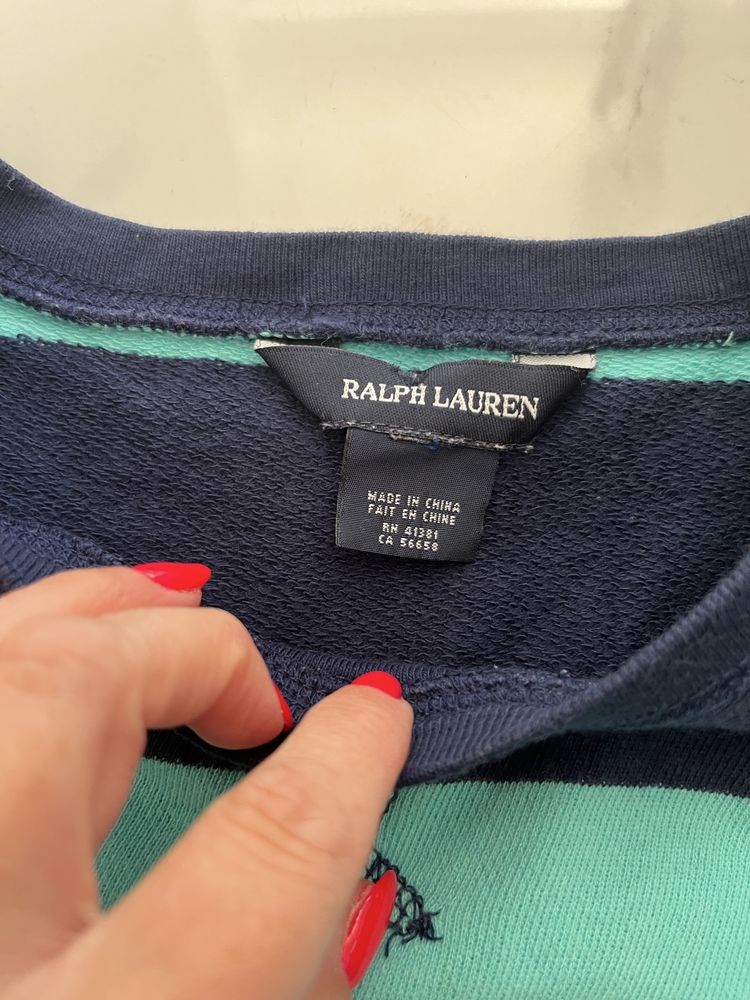 RALPH LAUREN
MADE IN CHINA
FAIT EN CHINE
RN 41381
CA 56658